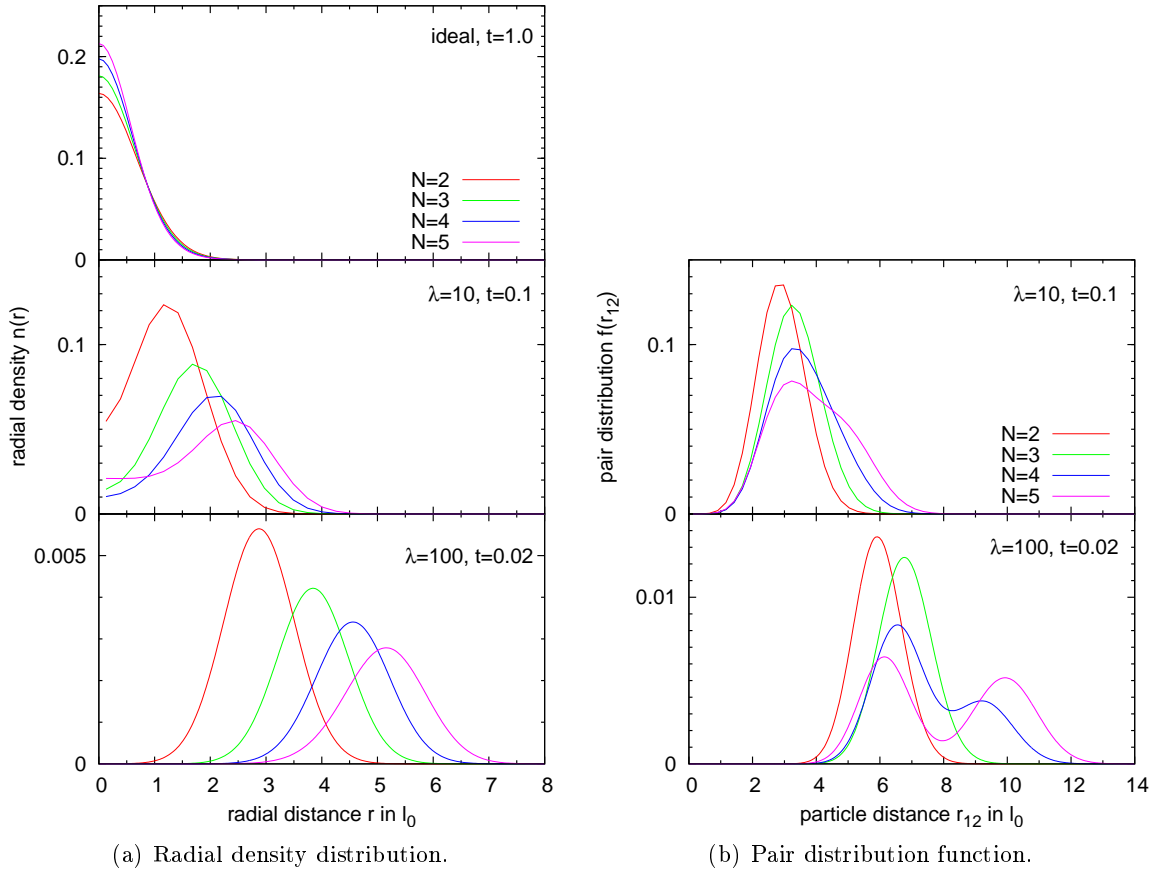 ideal, t=1.0
0.2
0.1
0
N=2
N=3
N=4
N=5
radial density n(r)
λ=10, t=0.1
0.1
0
λ=100, t=0.02
0.005
0
0 1 2 3 4 5 6 7 8
radial distance r in l0
(a) Radial density distribution.
pair distribution f(r12)
λ=10, t=0.1
0.1
0
N=2
N=3
N=4
N=5
λ=100, t=0.02
0.01
0
0 2 4 6 8 10 12 14
particle distance r12 in l0
(b) Pair distribution function.